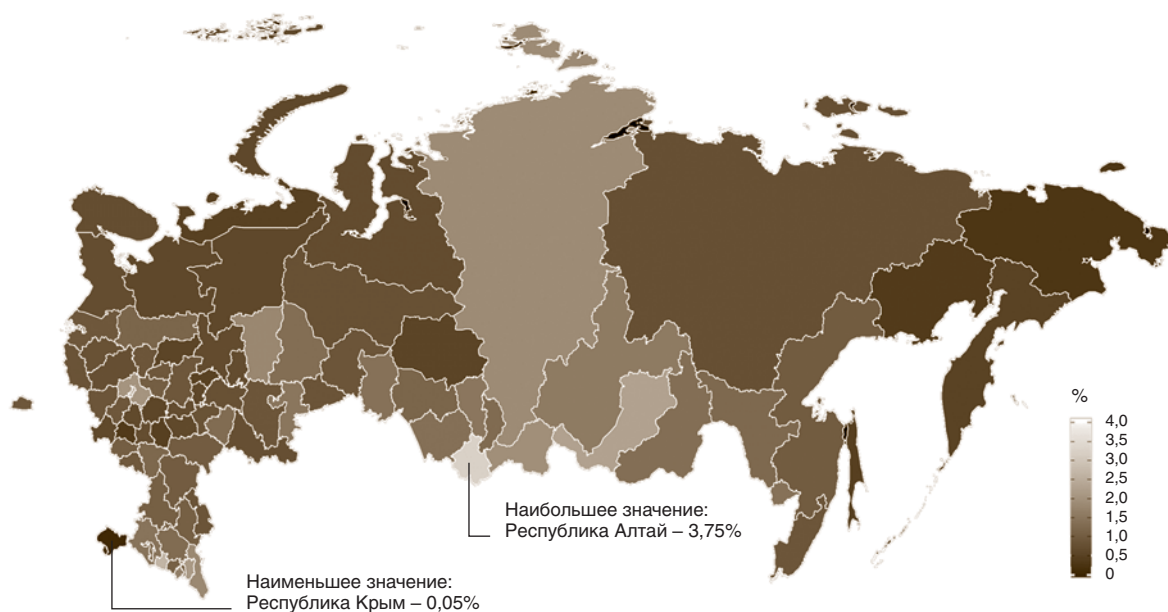 %
4,0
3,5
3,0
2,5
2,0
1,5
1,0
0,5
0
Наибольшее значение:
Республика Алтай – 3,75%
Наименьшее значение:
Республика Крым – 0,05%